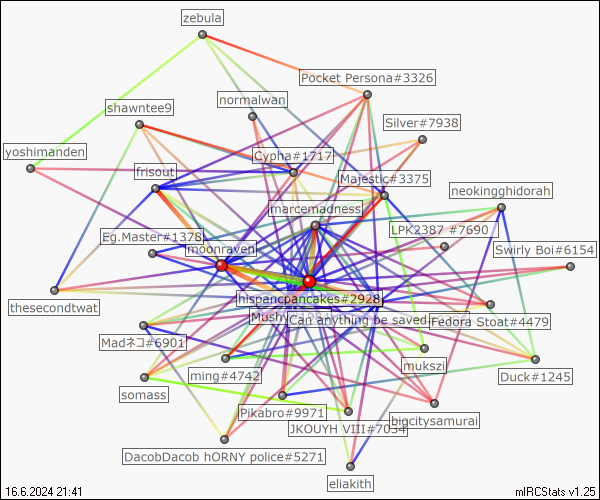 zebula
Pocket Persona#3326
normalwan
shawntee9
Silver#7938
yoshimanden
Cypha#1717
frisout
Majestic#3375
neokingghidorah
marcemadness
LPK2387 #7690
Eg.Master#1378
moonraven
Swirly Boi#6154
hispancpancakes#2928
thesecondtwat
Mushy
Can anything be saved
Fedora Stoat#4479
Madネコ#6901
mukszi
ming#4742
Duck#1245
somass
Pikabro#9971
bigcitysamurai
JKOUYH VIII#7034
DacobDacob hORNY police#5271
eliakith
16.6.2024 21:41
mIRCStats v1.25